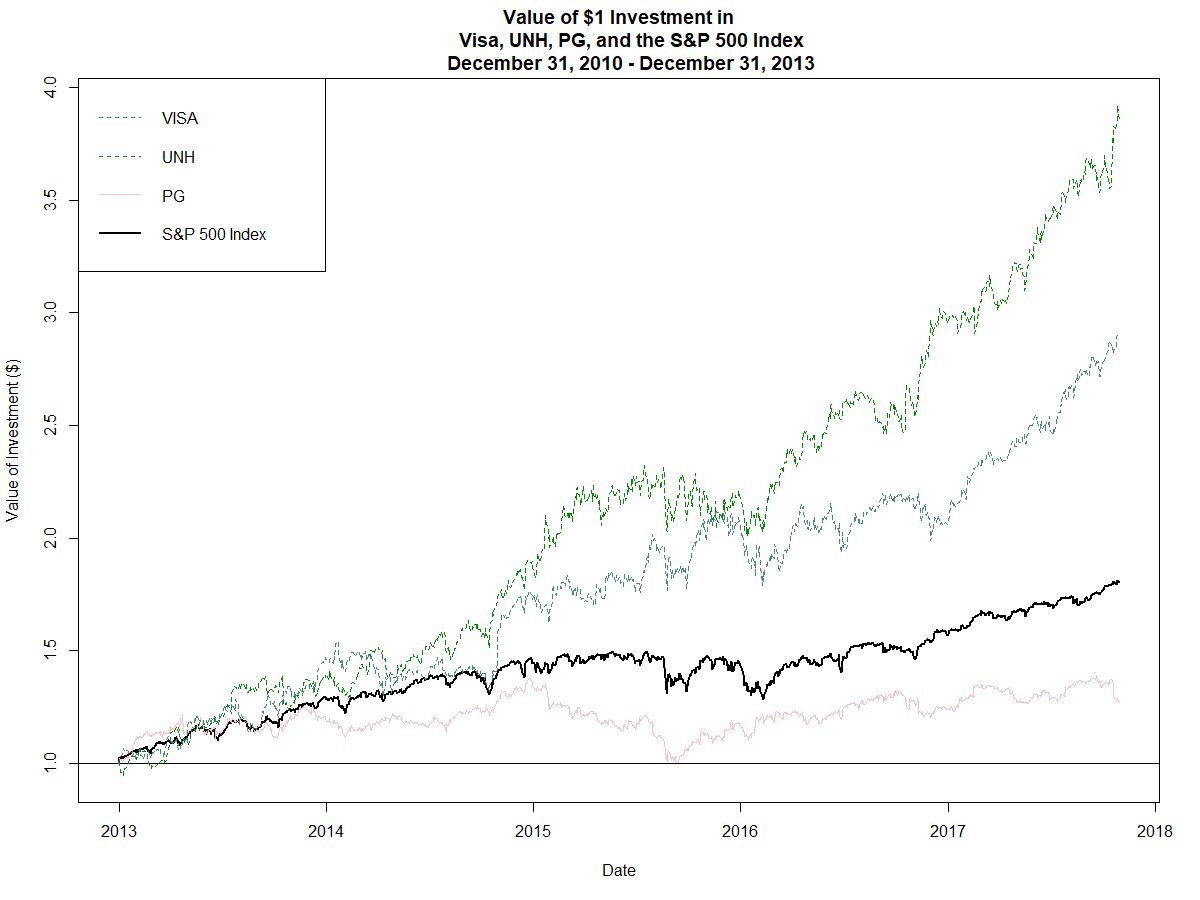 Value of $1 Investment in
Visa, UNH, PG, and the S&P 500 Index
December 31, 2010 - December 31, 2013
VISA
UNH
PG
S&P 500 Index
Value of Investment ($)
4.0
3.5
3.0
2.5
2.0
1.5
1.0
2013 2014 2015 2016 2017 2018
Date